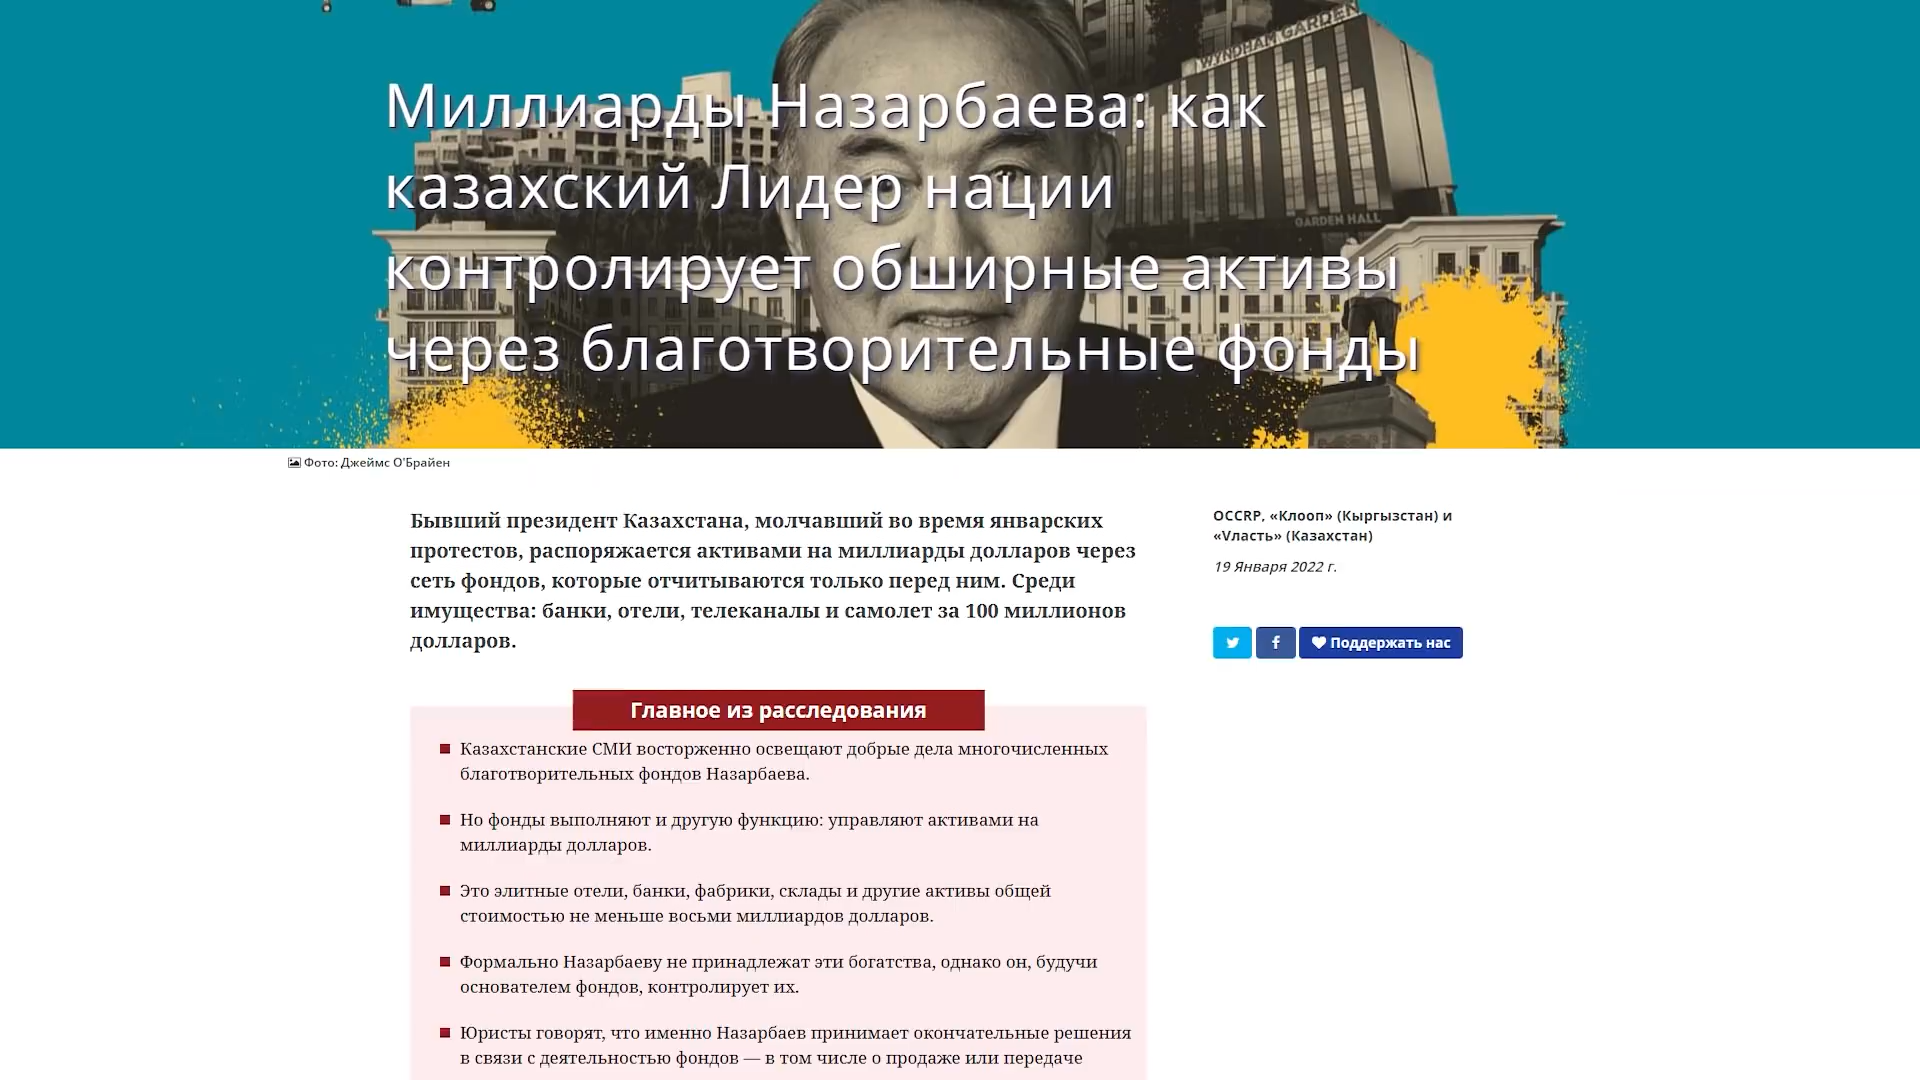 WYNDHAM GARDEN
Миллиарды Назарбаева: как
казахский Лидер нации
GARDEN HALL
контролирует обширные активы
через благотворительные фонды
Фото: Джеймс О'Брайен
Бывший президент Казахстана, молчавший во время январских
протестов, распоряжается активами на миллиарды долларов через
сеть фондов, которые отчитываются только перед ним. Среди
имущества: банки, отели, телеканалы и самолет за 100 миллионов
долларов.
OCCRP, «Клооп» (Кыргызстан) и
«Vласть» (Казахстан)
19 Января 2022 г.
Поддержать нас
Главное из расследования
Казахстанские СМИ восторженно освещают добрые дела многочисленных
благотворительных фондов Назарбаева.
Но фонды выполняют и другую функцию: управляют активами на
миллиарды долларов.
Это элитные отели, банки, фабрики, склады и другие активы общей
стоимостью не меньше восьми миллиардов долларов.
Формально Назарбаеву не принадлежат эти богатства, однако он, будучи
основателем фондов, контролирует их.
Юристы говорят, что именно Назарбаев принимает окончательные решения
в связи с деятельностью фондов — в том числе о продаже или передаче